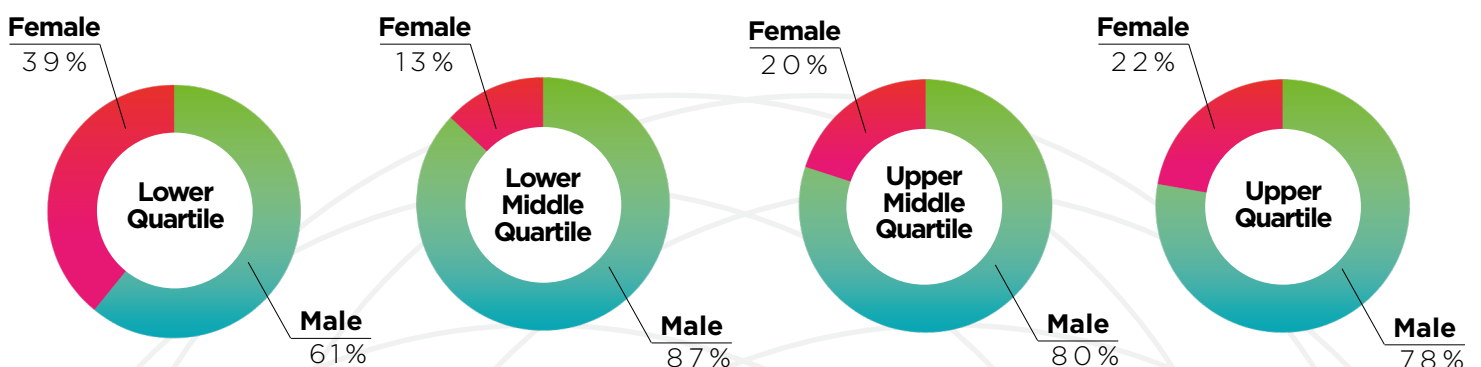 Female
39%
Lower
Quartile
Male
61%
Female
13%
Lower
Middle
Quartile
Male
87%
Female
20%
Upper
Middle
Quartile
Male
80%
Female
22%
Upper
Quartile
Male
78%